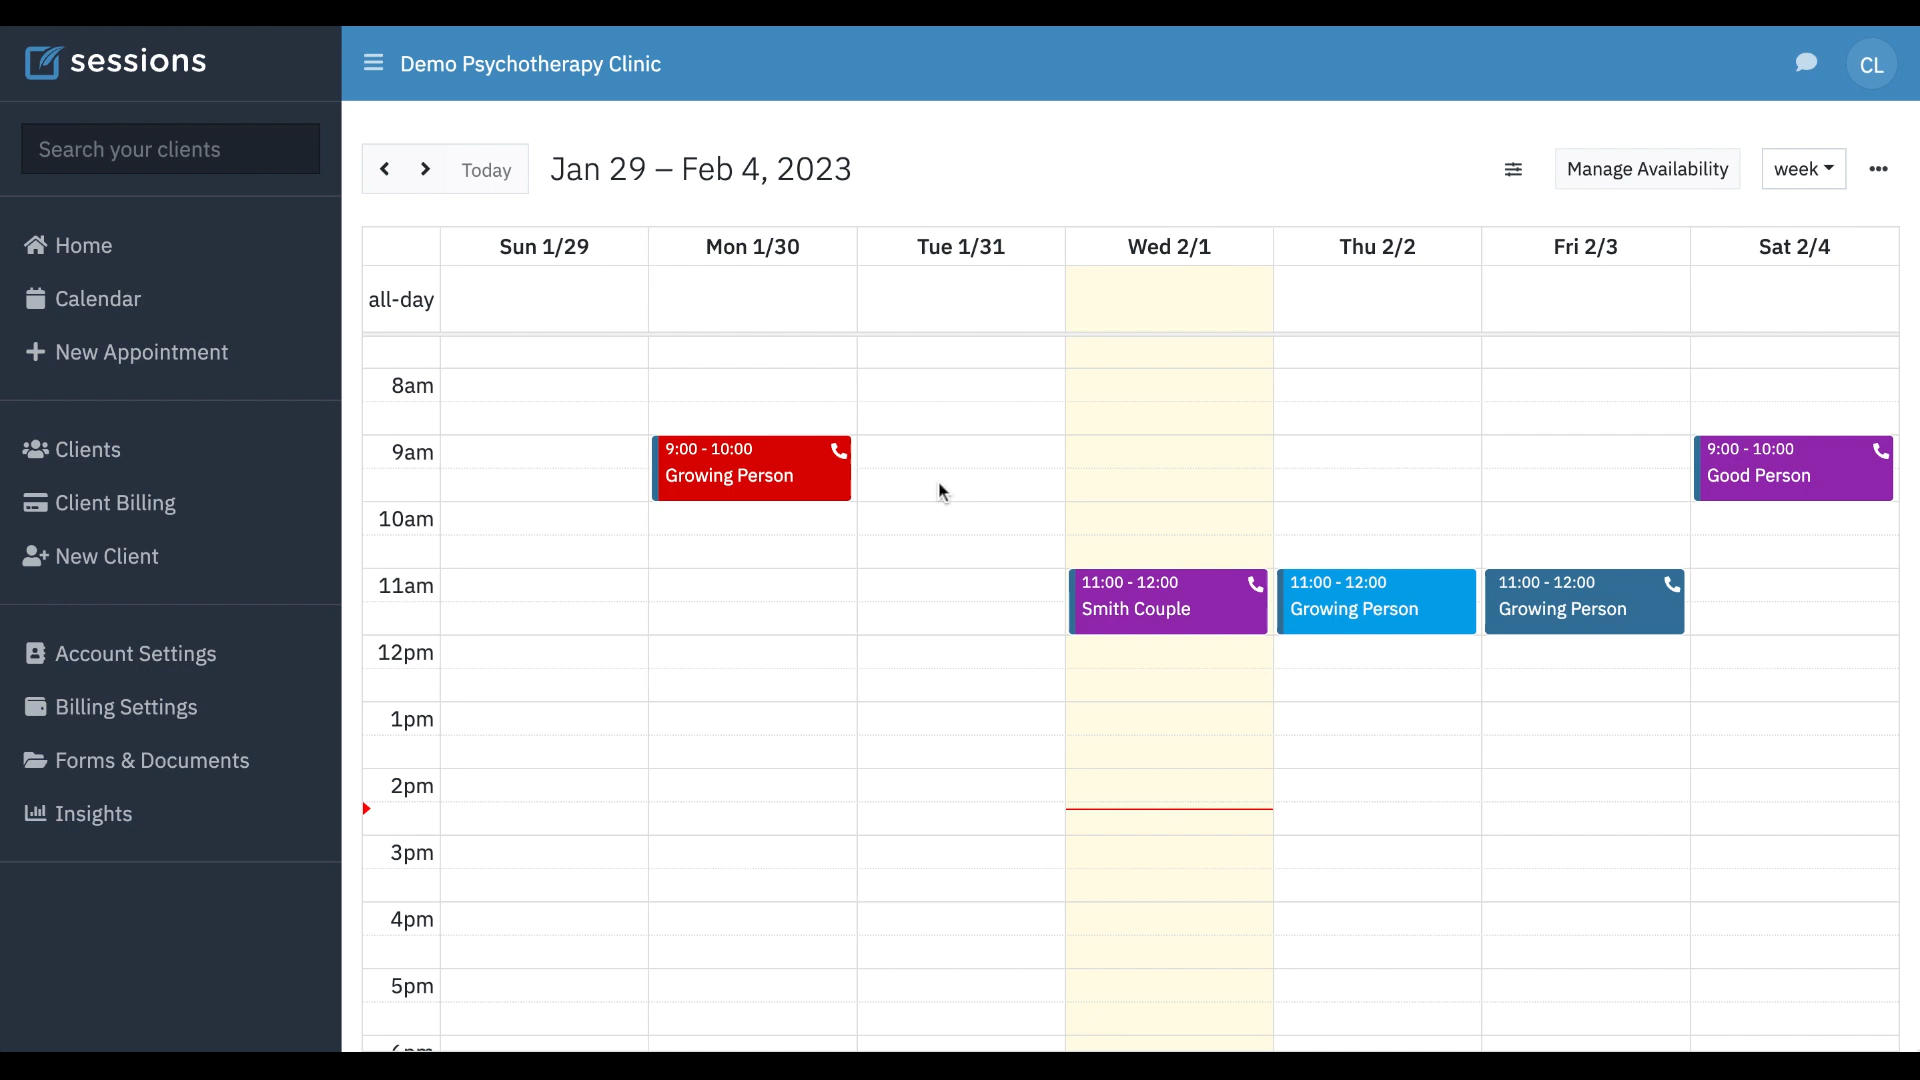 sessions
Demo Psychotherapy Clinic
CL
Search your clients
Home
Calendar
New Appointment
Clients
Client Billing
New Client
Account Settings
Billing Settings
Forms & Documents
Insights
Today
Jan 29 – Feb 4, 2023
Manage Availability
week
Sun 1/29
Mon 1/30
Tue 1/31
Wed 2/1
Thu 2/2
Fri 2/3
Sat 2/4
all-day
8am
9am
9:00 - 10:00
Growing Person
9:00 - 10:00
Good Person
10am
11am
11:00 - 12:00
Smith Couple
11:00 - 12:00
Growing Person
11:00 - 12:00
Growing Person
12pm
1pm
2pm
3pm
4pm
5pm